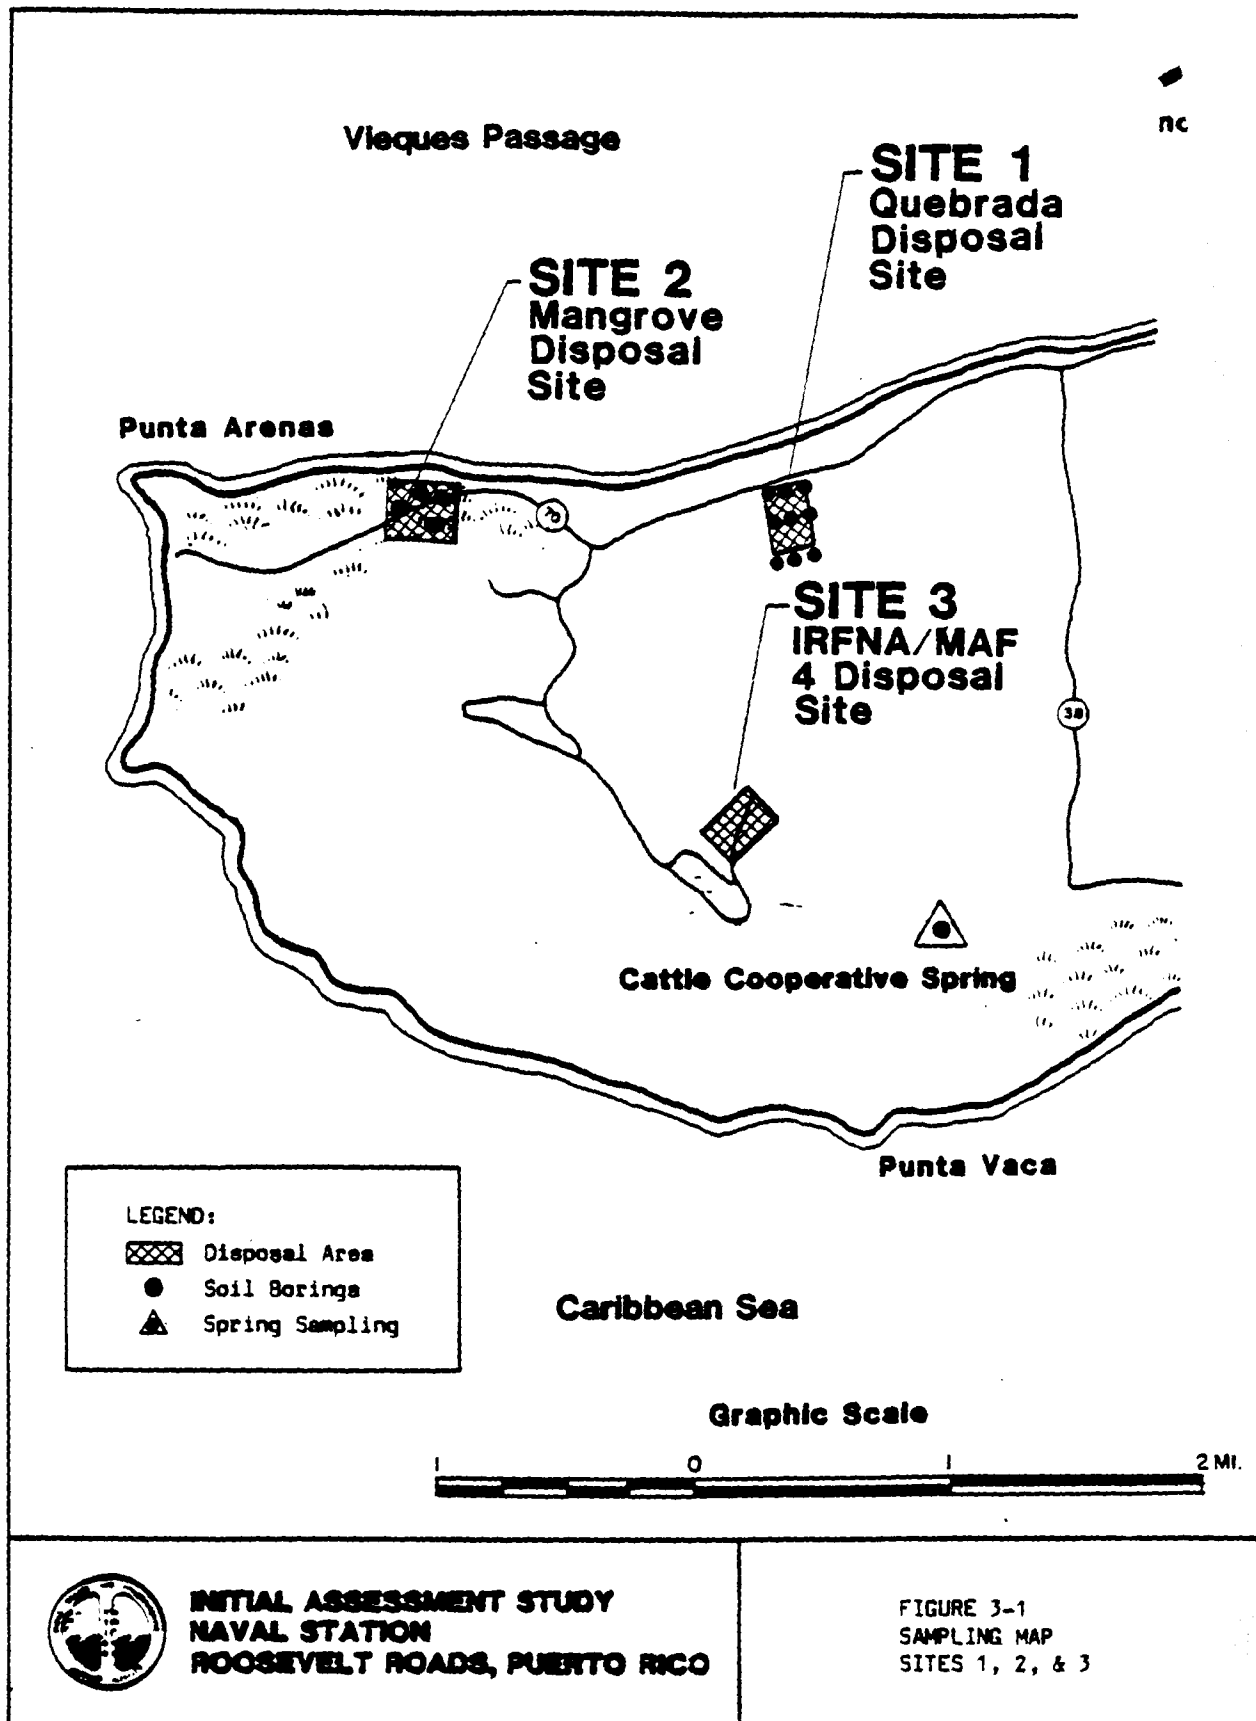 nc
Vieques Passage
SITE 1
Quebrada
Disposal
Site
SITE 2
Mangrove
Disposal
Site
Punta Arenas
70
SITE 3
IRFNA/MAF
4 Disposal
Site
38
Cattle Cooperative Spring
Punta Vaca
LEGEND:
Disposal Area
Soil Borings
Spring Sampling
Caribbean Sea
Graphic Scale
1 0 1 2 MI.
INITIAL ASSESSMENT STUDY
NAVAL STATION
ROOSEVELT ROADS, PUERTO RICO
FIGURE 3-1
SAMPLING MAP
SITES 1, 2, & 3